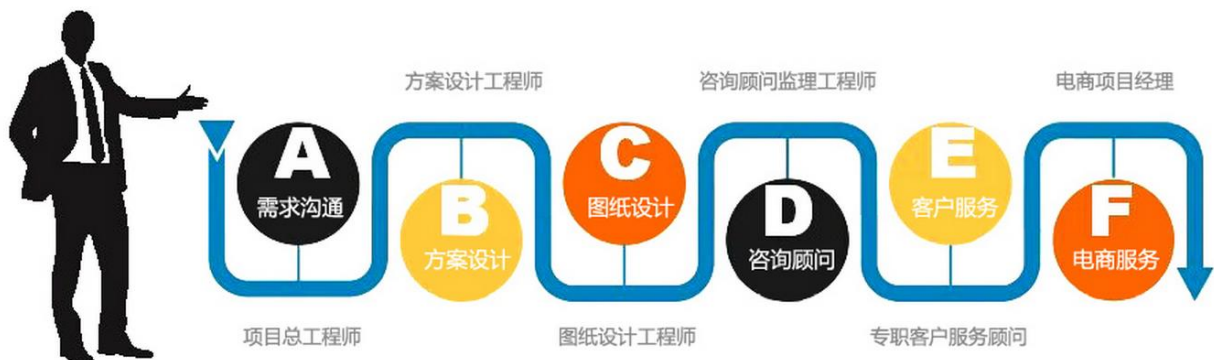 方案设计工程师
咨询顾问监理工程师
电商项目经理
A
需求沟通
B
方案设计
C
图纸设计
D
咨询顾问
E
客户服务
F
电商服务
项目总工程师
图纸设计工程师
专职客户服务顾问